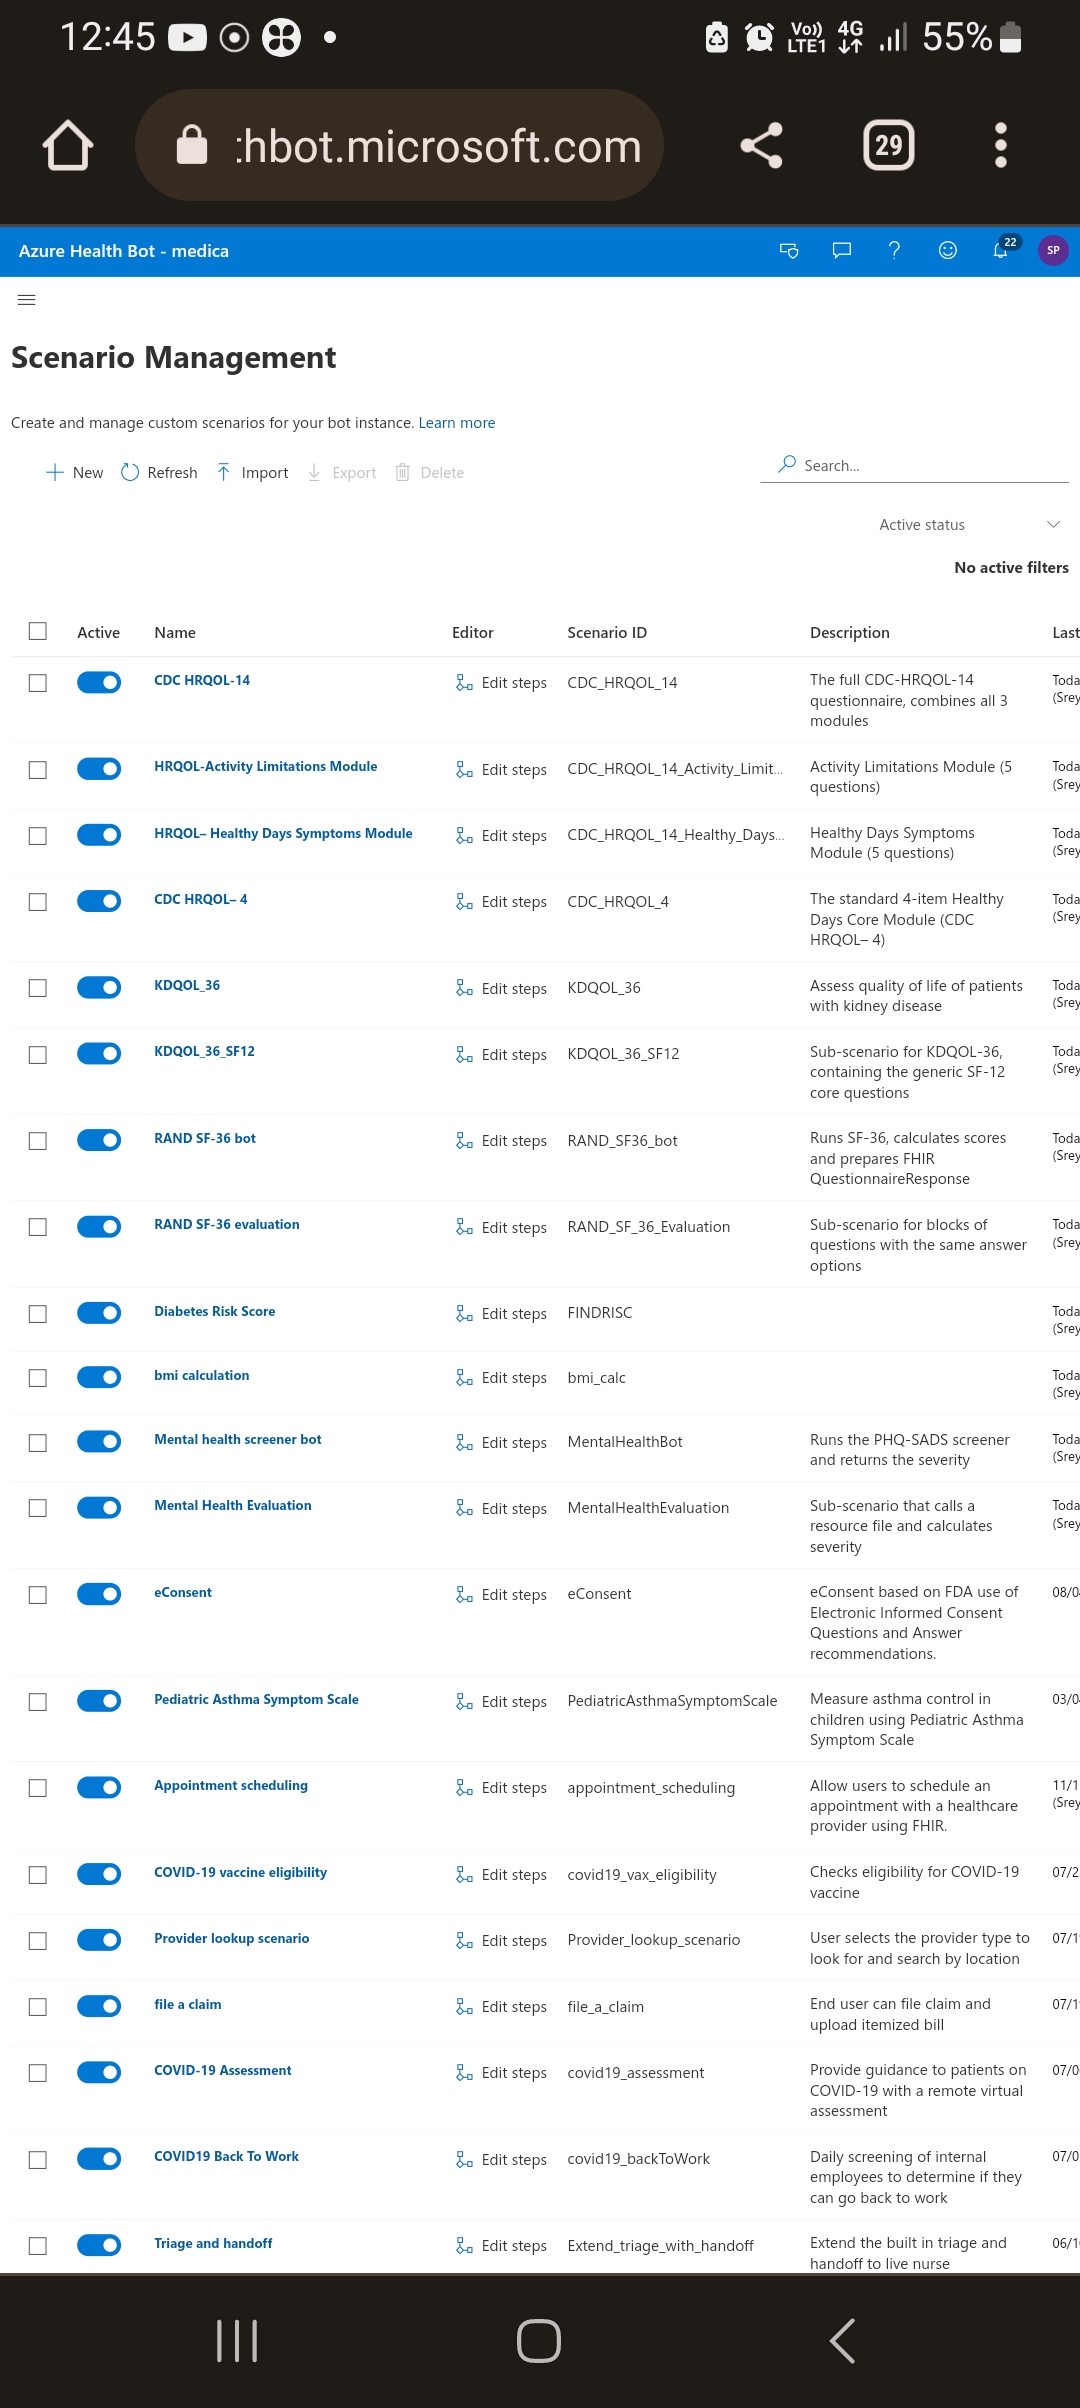 12:45
Vo)) LTE1 4G 55%
:hbot.microsoft.com
29
Azure Health Bot - medica
22
SP
Scenario Management
Create and manage custom scenarios for your bot instance. Learn more
New Refresh Import Export Delete
Search...
Active status
No active filters
Active Name Editor Scenario ID Description Last
CDC HRQOL-14 Edit steps CDC_HRQOL_14 The full CDC-HRQOL-14 Toda
questionnaire, combines all 3 (Srey
modules
HRQOL-Activity Limitations Module Edit steps CDC_HRQOL_14_Activity_Limit... Activity Limitations Module (5 Toda
questions) (Srey
HRQOL– Healthy Days Symptoms Module Edit steps CDC_HRQOL_14_Healthy_Days... Healthy Days Symptoms Toda
Module (5 questions) (Srey
CDC HRQOL– 4 Edit steps CDC_HRQOL_4 The standard 4-item Healthy Toda
Days Core Module (CDC (Srey
HRQOL– 4)
KDQOL_36 Edit steps KDQOL_36 Assess quality of life of patients Toda
with kidney disease (Srey
KDQOL_36_SF12 Edit steps KDQOL_36_SF12 Sub-scenario for KDQOL-36, Toda
containing the generic SF-12 (Srey
core questions
RAND SF-36 bot Edit steps RAND_SF36_bot Runs SF-36, calculates scores Toda
and prepares FHIR (Srey
QuestionnaireResponse
RAND SF-36 evaluation Edit steps RAND_SF_36_Evaluation Sub-scenario for blocks of Toda
questions with the same answer (Srey
options
Diabetes Risk Score Edit steps FINDRISC Toda
(Srey
bmi calculation Edit steps bmi_calc Toda
(Srey
Mental health screener bot Edit steps MentalHealthBot Runs the PHQ-SADS screener Toda
and returns the severity (Srey
Mental Health Evaluation Edit steps MentalHealthEvaluation Sub-scenario that calls a Toda
resource file and calculates (Srey
severity
eConsent Edit steps eConsent eConsent based on FDA use of 08/0
Electronic Informed Consent
Questions and Answer
recommendations.
Pediatric Asthma Symptom Scale Edit steps PediatricAsthmaSymptomScale Measure asthma control in 03/0
children using Pediatric Asthma
Symptom Scale
Appointment scheduling Edit steps appointment_scheduling Allow users to schedule an 11/1
appointment with a healthcare (Srey
provider using FHIR.
COVID-19 vaccine eligibility Edit steps covid19_vax_eligibility Checks eligibility for COVID-19 07/2
vaccine
Provider lookup scenario Edit steps Provider_lookup_scenario User selects the provider type to 07/1
look for and search by location
file a claim Edit steps file_a_claim End user can file claim and 07/1
upload itemized bill
COVID-19 Assessment Edit steps covid19_assessment Provide guidance to patients on 07/0
COVID-19 with a remote virtual
assessment
COVID19 Back To Work Edit steps covid19_backToWork Daily screening of internal 07/0
employees to determine if they
can go back to work
Triage and handoff Edit steps Extend_triage_with_handoff Extend the built in triage and 06/1
handoff to live nurse